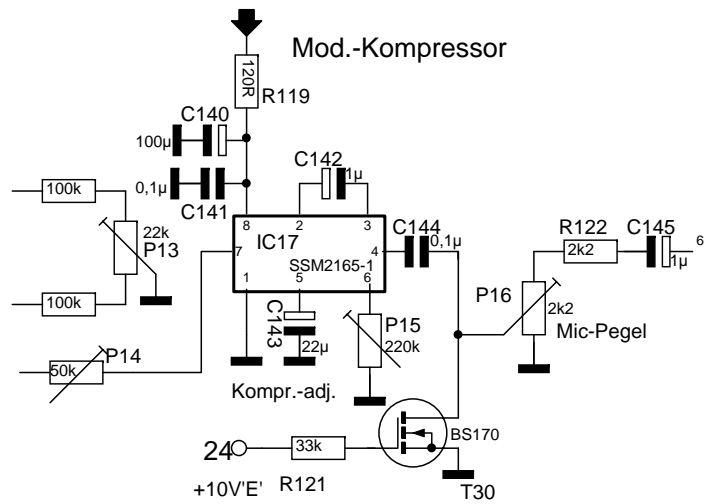 Mod.-Kompressor
120R
R119
C140
100µ
C142
1µ
0,1µ
C141
100k
22k
P13
100k
8
2
3
7
IC17
4
SSM2165-1
1
5
6
C144
0,1µ
R122
2k2
C145
1µ
6
P16
2k2
Mic-Pegel
P14
50k
C143
22µ
P15
220k
Kompr.-adj.
BS170
24
33k
R121
+10V'E'
T30